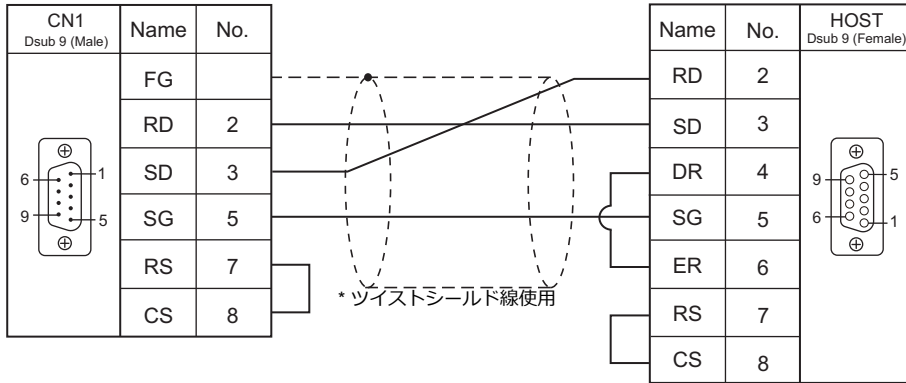 CN1
Dsub 9 (Male)
Name
No.
FG
RD
2
SD
3
SG
5
RS
7
CS
8
6
1
9
5
* ツイストシールド線使用
Name
No.
HOST
Dsub 9 (Female)
RD
2
SD
3
DR
4
SG
5
ER
6
RS
7
CS
8
9
5
6
1